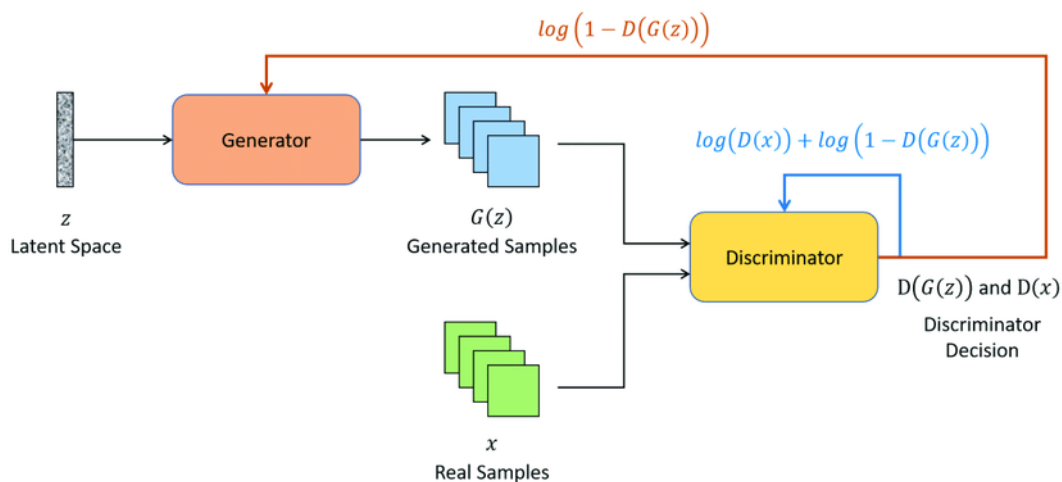 log(1 − D(G(z)))
Generator
log(D(x)) + log(1 − D(G(z)))
z
Latent Space
G(z)
Generated Samples
Discriminator
D(G(z)) and D(x)
Discriminator
Decision
x
Real Samples